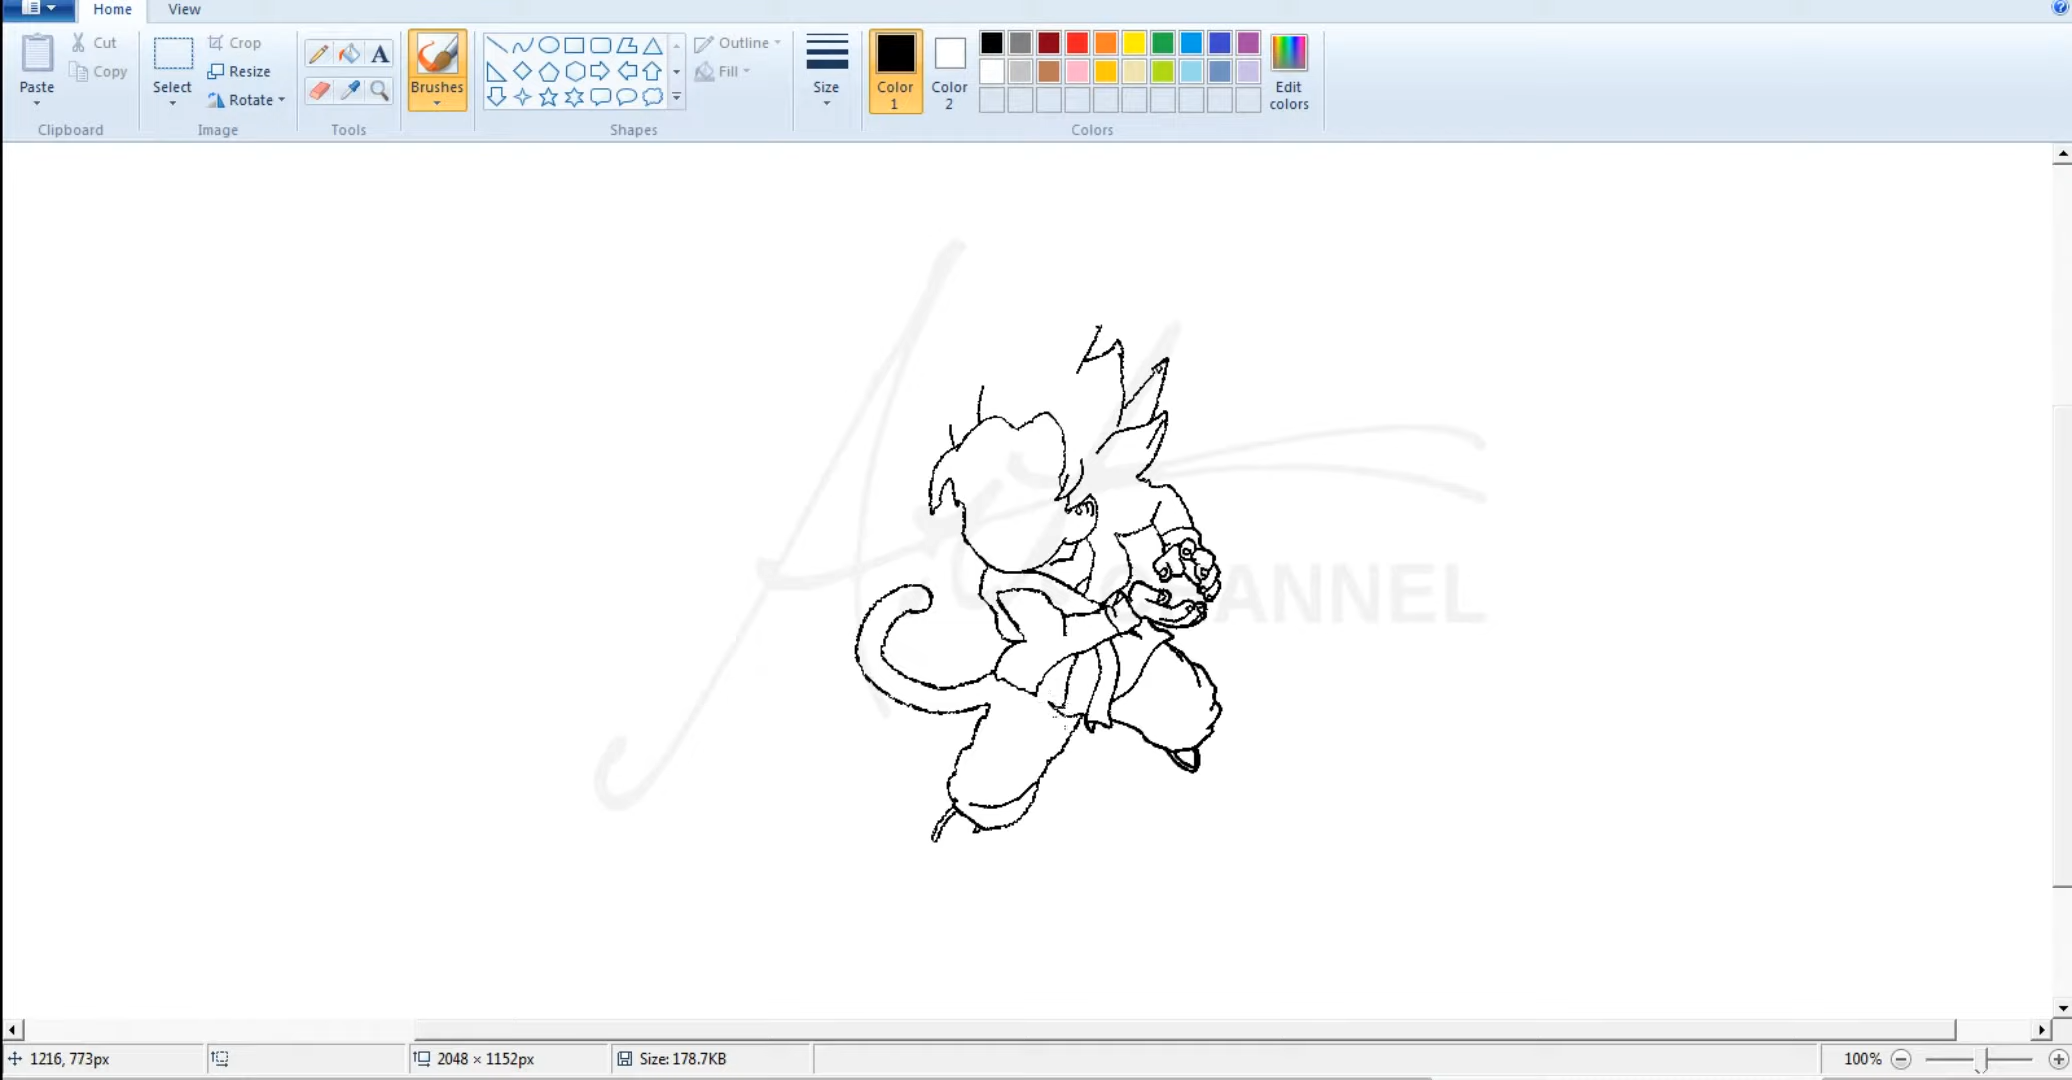 Home View
Paste
Cut
Copy
Clipboard
Select
Crop
Resize
Rotate
Image
A
Tools
Brushes
Outline
Fill
Shapes
Size
Color
1
Color
2
Edit
colors
Colors
CHANNEL
1216, 773px
2048 × 1152px
Size: 178.7KB
100%